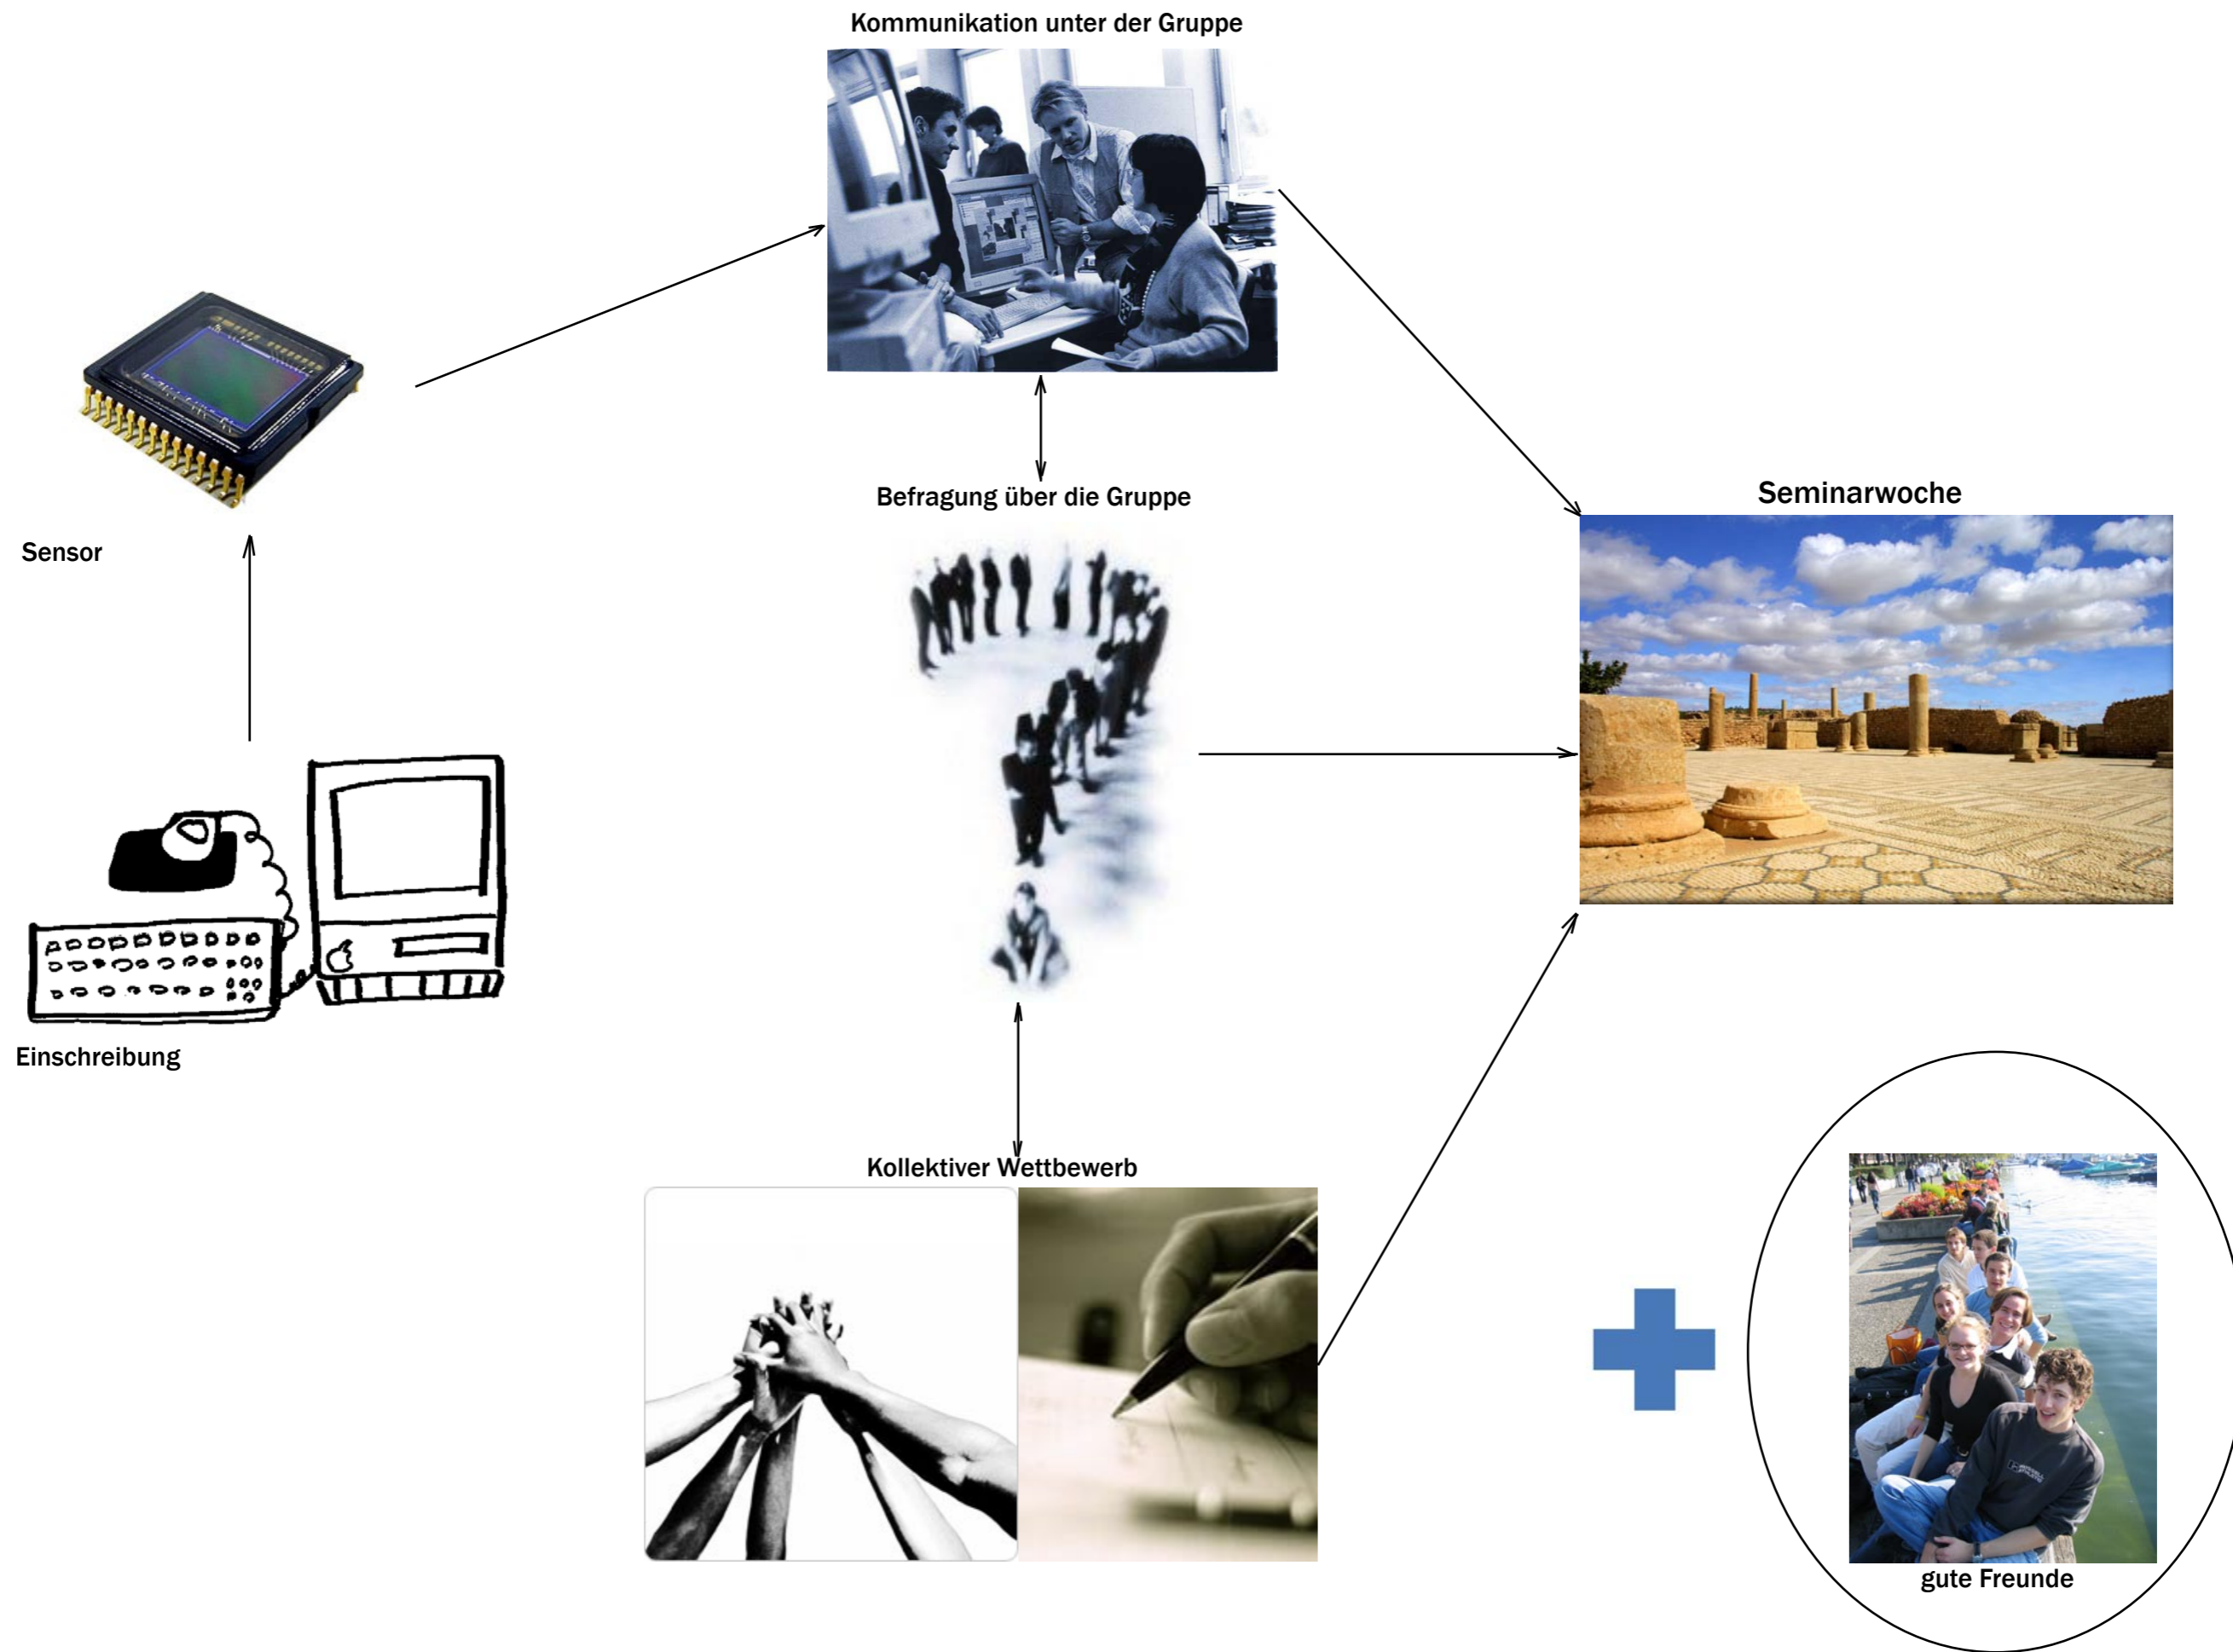 Kommunikation unter der Gruppe
Befragung über die Gruppe
Seminarwoche
Sensor
Einschreibung
Kollektiver Wettbewerb
gute Freunde